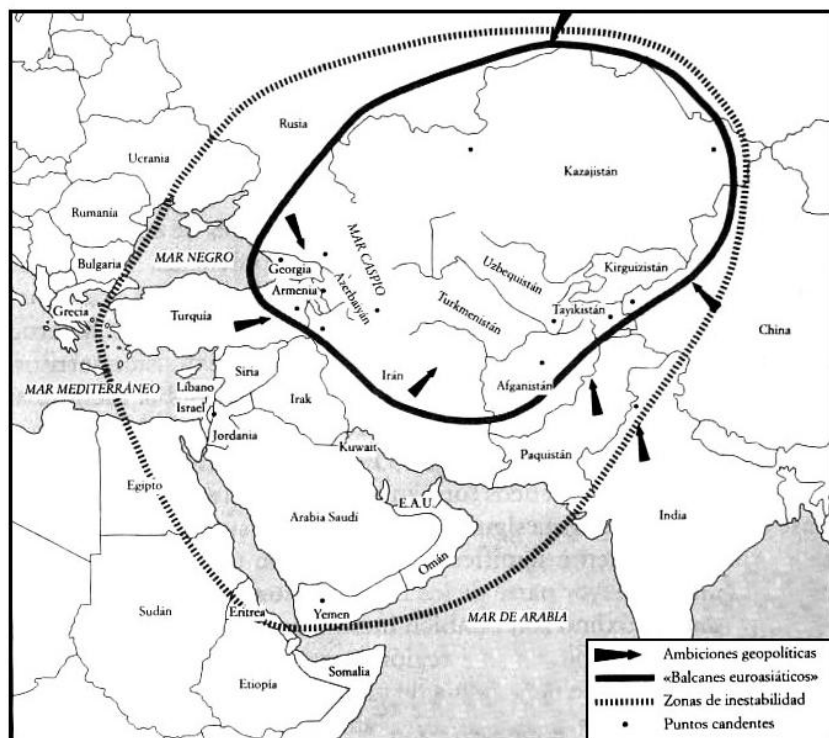 Rusia
Ucrania
Kazajistán
Rumanía
MAR NEGRO
MAR CASPIO
Bulgaria
Georgia
Uzbequistán
Kirguizistán
Armenia
Azerbaiyán
Grecia
Turquía
Turkmenistán
Tayikistán
China
MAR MEDITERRÁNEO
Siria
Líbano
Irán
Afganistán
Israel
Irak
Jordania
Kuwait
Paquistán
Egipto
E.A.U.
India
Arabia Saudí
Omán
Sudán
Eritrea
Yemen
MAR DE ARABIA
Somalia
Etiopía
Ambiciones geopolíticas
«Balcanes euroasiáticos»
Zonas de inestabilidad
Puntos candentes